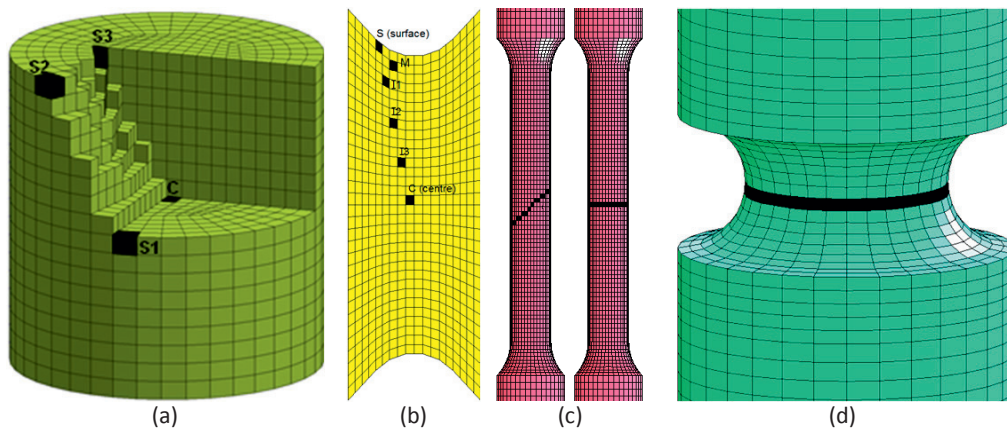 S3
S2
C
S1
S (surface)
M
I1
I2
I3
C (centre)
(a)
(b)
(c)
(d)